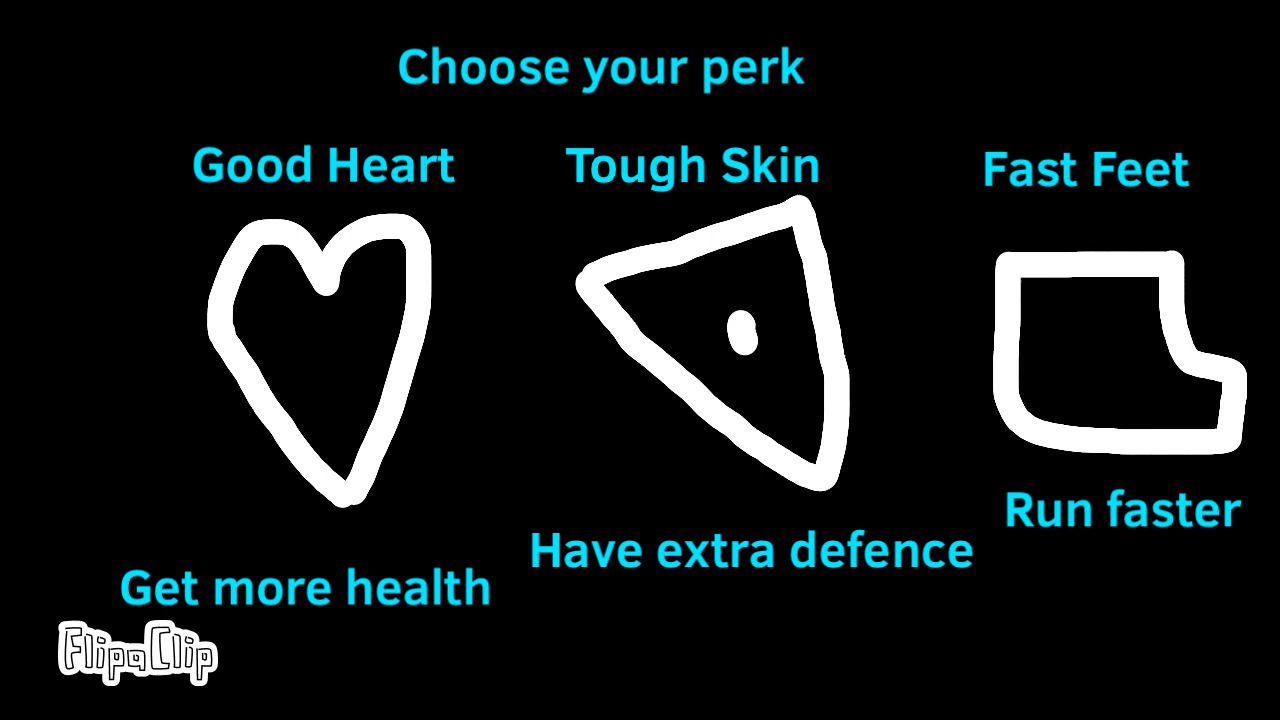 Choose your perk
Good Heart
Tough Skin
Fast Feet
Get more health
Have extra defence
Run faster
FlipaClip